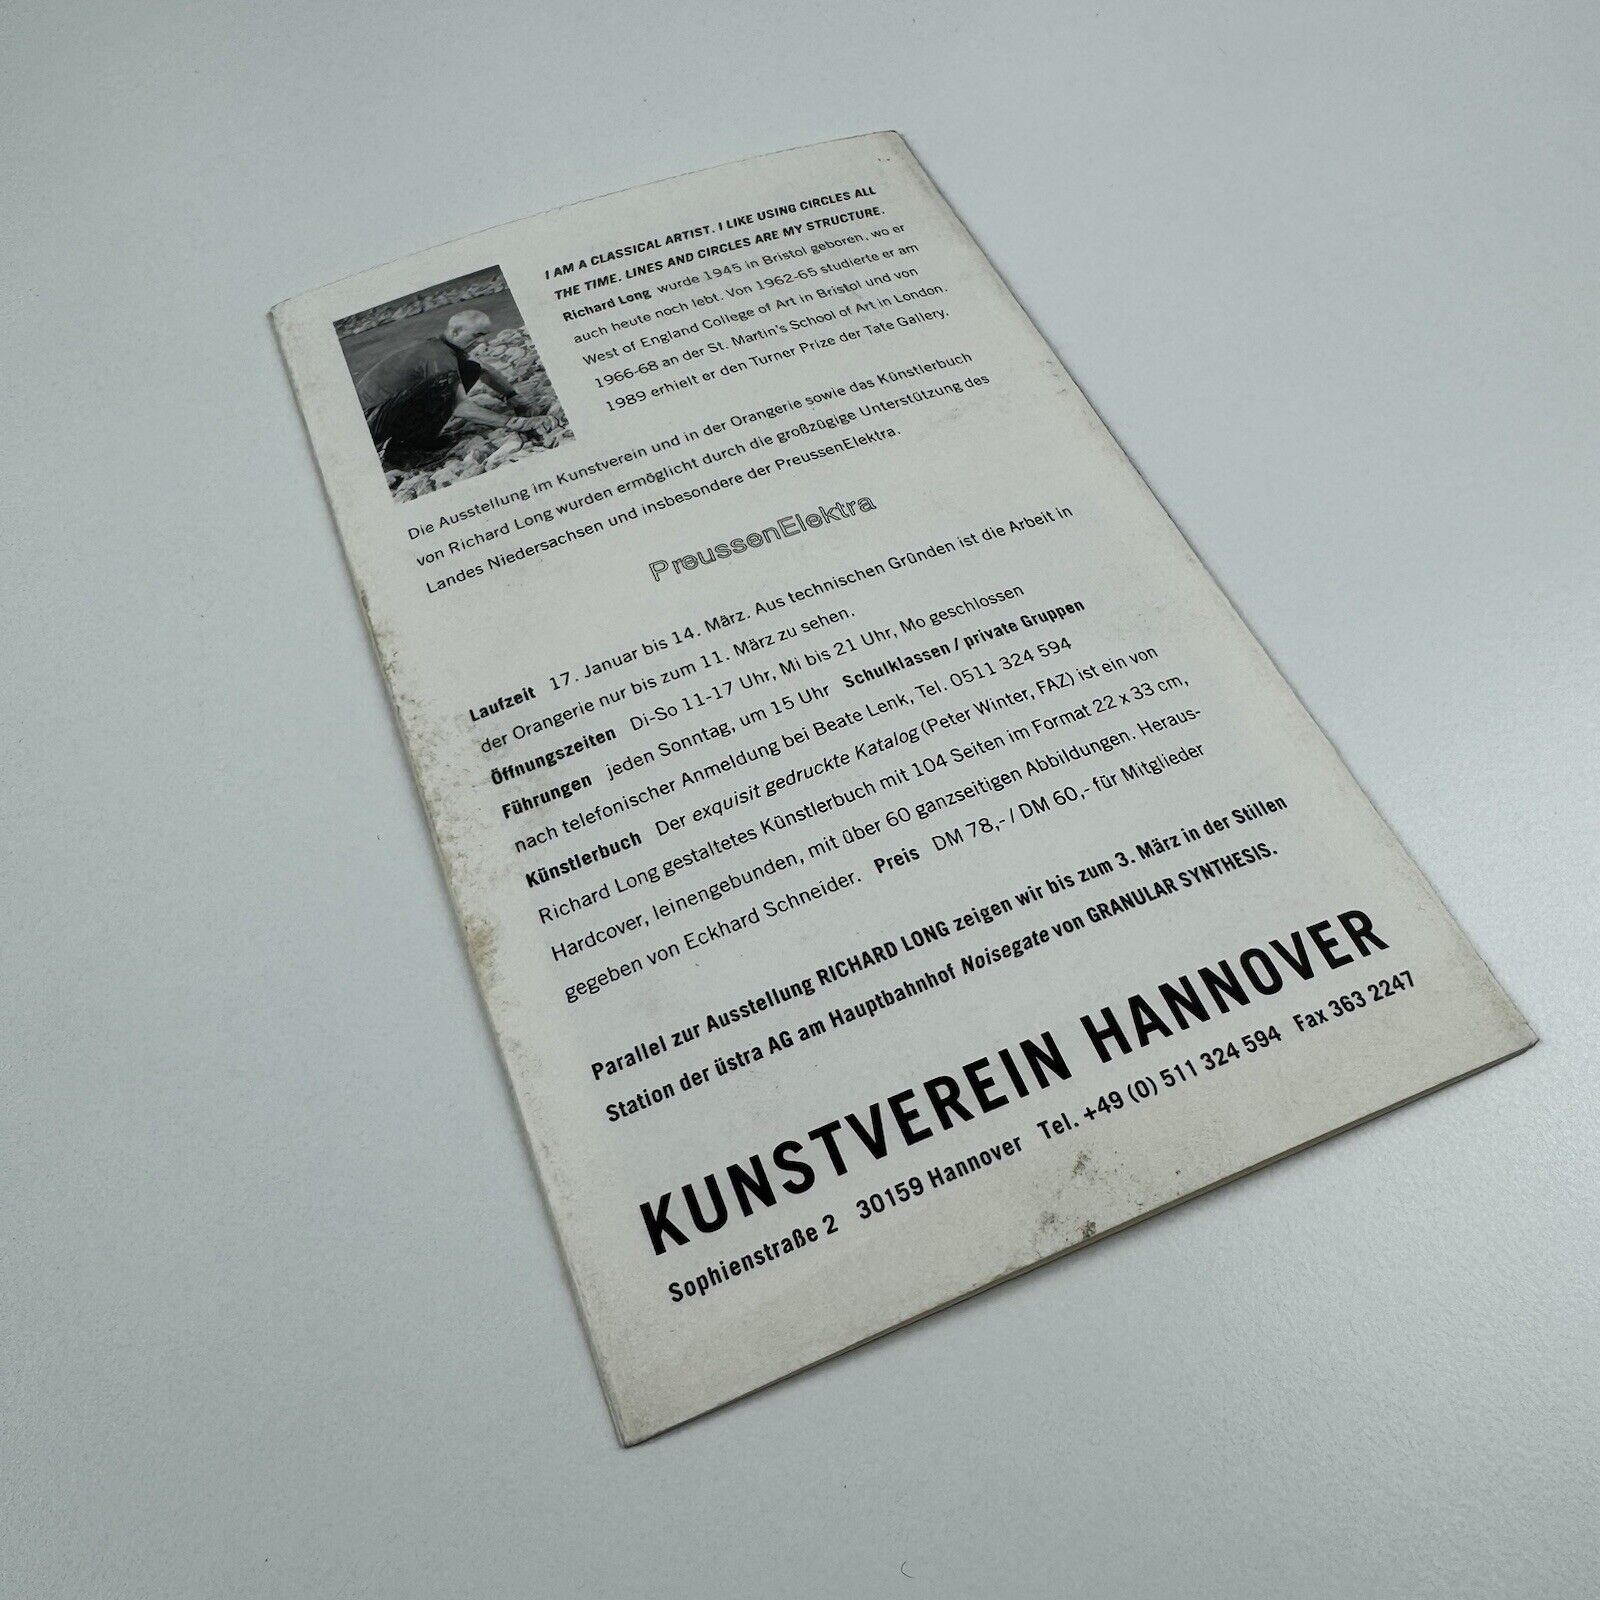 I AM A CLASSICAL ARTIST. I LIKE USING CIRCLES ALL
THE TIME. LINES AND CIRCLES ARE MY STRUCTURE.
Richard Long wurde 1945 in Bristol geboren, wo er
auch heute noch lebt. Von 1962-65 studierte er am
West of England College of Art in Bristol und von
1966-68 an der St. Martin's School of Art in London.
1989 erhielt er den Turner Prize der Tate Gallery.
Die Ausstellung im Kunstverein und in der Orangerie sowie das Künstlerbuch
von Richard Long wurden ermöglicht durch die großzügige Unterstützung des
Landes Niedersachsen und insbesondere der PreussenElektra.
PreussenElektra
Laufzeit 17. Januar bis 14. März. Aus technischen Gründen ist die Arbeit in
der Orangerie nur bis zum 11. März zu sehen.
Öffnungszeiten Di-So 11-17 Uhr, Mi bis 21 Uhr, Mo geschlossen
Führungen jeden Sonntag, um 15 Uhr Schulklassen / private Gruppen
nach telefonischer Anmeldung bei Beate Lenk, Tel. 0511 324 594
Künstlerbuch Der exquisit gedruckte Katalog (Peter Winter, FAZ) ist ein von
Richard Long gestaltetes Künstlerbuch mit 104 Seiten im Format 22 x 33 cm,
Hardcover, leinengebunden, mit über 60 ganzseitigen Abbildungen. Heraus-
gegeben von Eckhard Schneider. Preis DM 78,- / DM 60,- für Mitglieder
Parallel zur Ausstellung RICHARD LONG zeigen wir bis zum 3. März in der Stillen
Station der üstra AG am Hauptbahnhof Noisegate von GRANULAR SYNTHESIS.
KUNSTVEREIN HANNOVER
Sophienstraße 2 30159 Hannover Tel. +49 (0) 511 324 594 Fax 363 2247